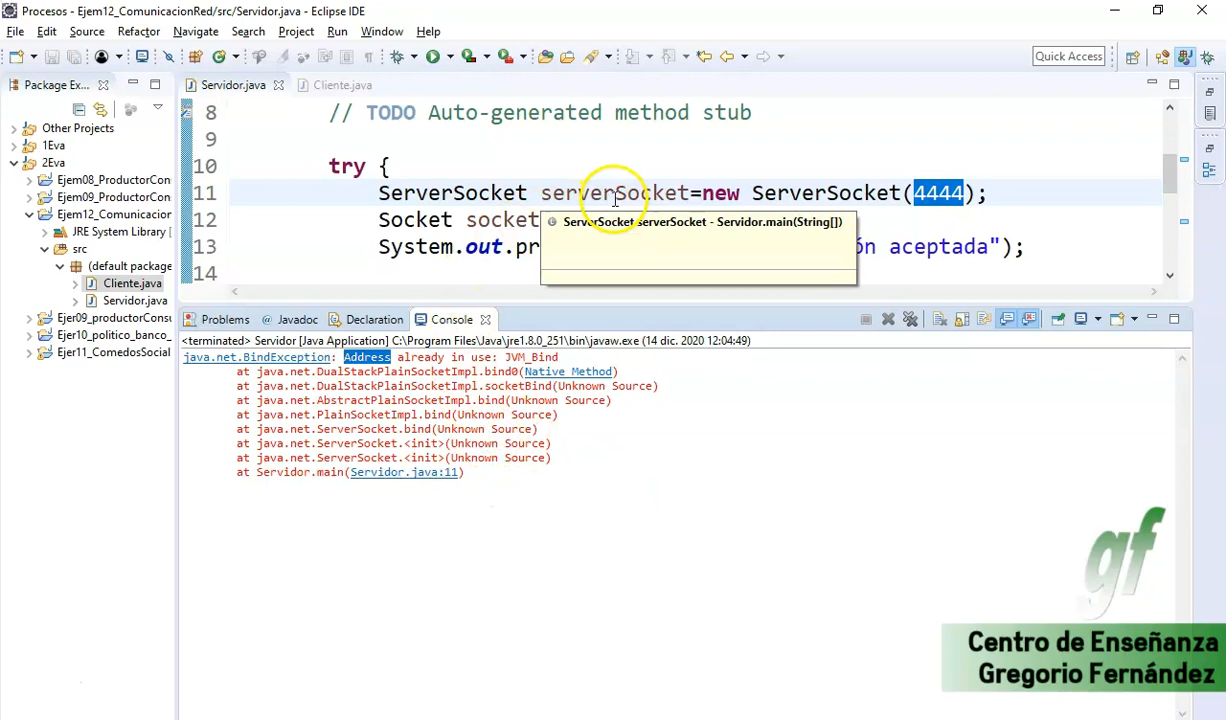 Procesos - Ejem12_ComunicacionRed/src/Servidor.java - Eclipse IDE
File Edit Source Refactor Navigate Search Project Run Window Help
Quick Access
Package Ex...
Servidor.java
Cliente.java
Other Projects
1Eva
2Eva
Ejem08_ProductorCon
Ejem09_ProductorCon
Ejem12_Comunicacion
JRE System Library [
src
(default package
Cliente.java
Servidor.java
Ejer09_productorConsu
Ejer10_politico_banco_
Ejer11_ComedosSocial
8 // TODO Auto-generated method stub
9
10 try {
11 ServerSocket serverSocket=new ServerSocket(4444);
12 Socket socket
13 System.out.pr ón aceptada");
14
ServerSocket serverSocket - Servidor.main(String[])
Problems Javadoc Declaration Console
<terminated> Servidor [Java Application] C:\Program Files\Java\jre1.8.0_251\bin\javaw.exe (14 dic. 2020 12:04:49)
java.net.BindException: Address already in use: JVM_Bind
at java.net.DualStackPlainSocketImpl.bind0(Native Method)
at java.net.DualStackPlainSocketImpl.socketBind(Unknown Source)
at java.net.AbstractPlainSocketImpl.bind(Unknown Source)
at java.net.PlainSocketImpl.bind(Unknown Source)
at java.net.ServerSocket.bind(Unknown Source)
at java.net.ServerSocket.<init>(Unknown Source)
at java.net.ServerSocket.<init>(Unknown Source)
at Servidor.main(Servidor.java:11)
gf
Centro de Enseñanza
Gregorio Fernández